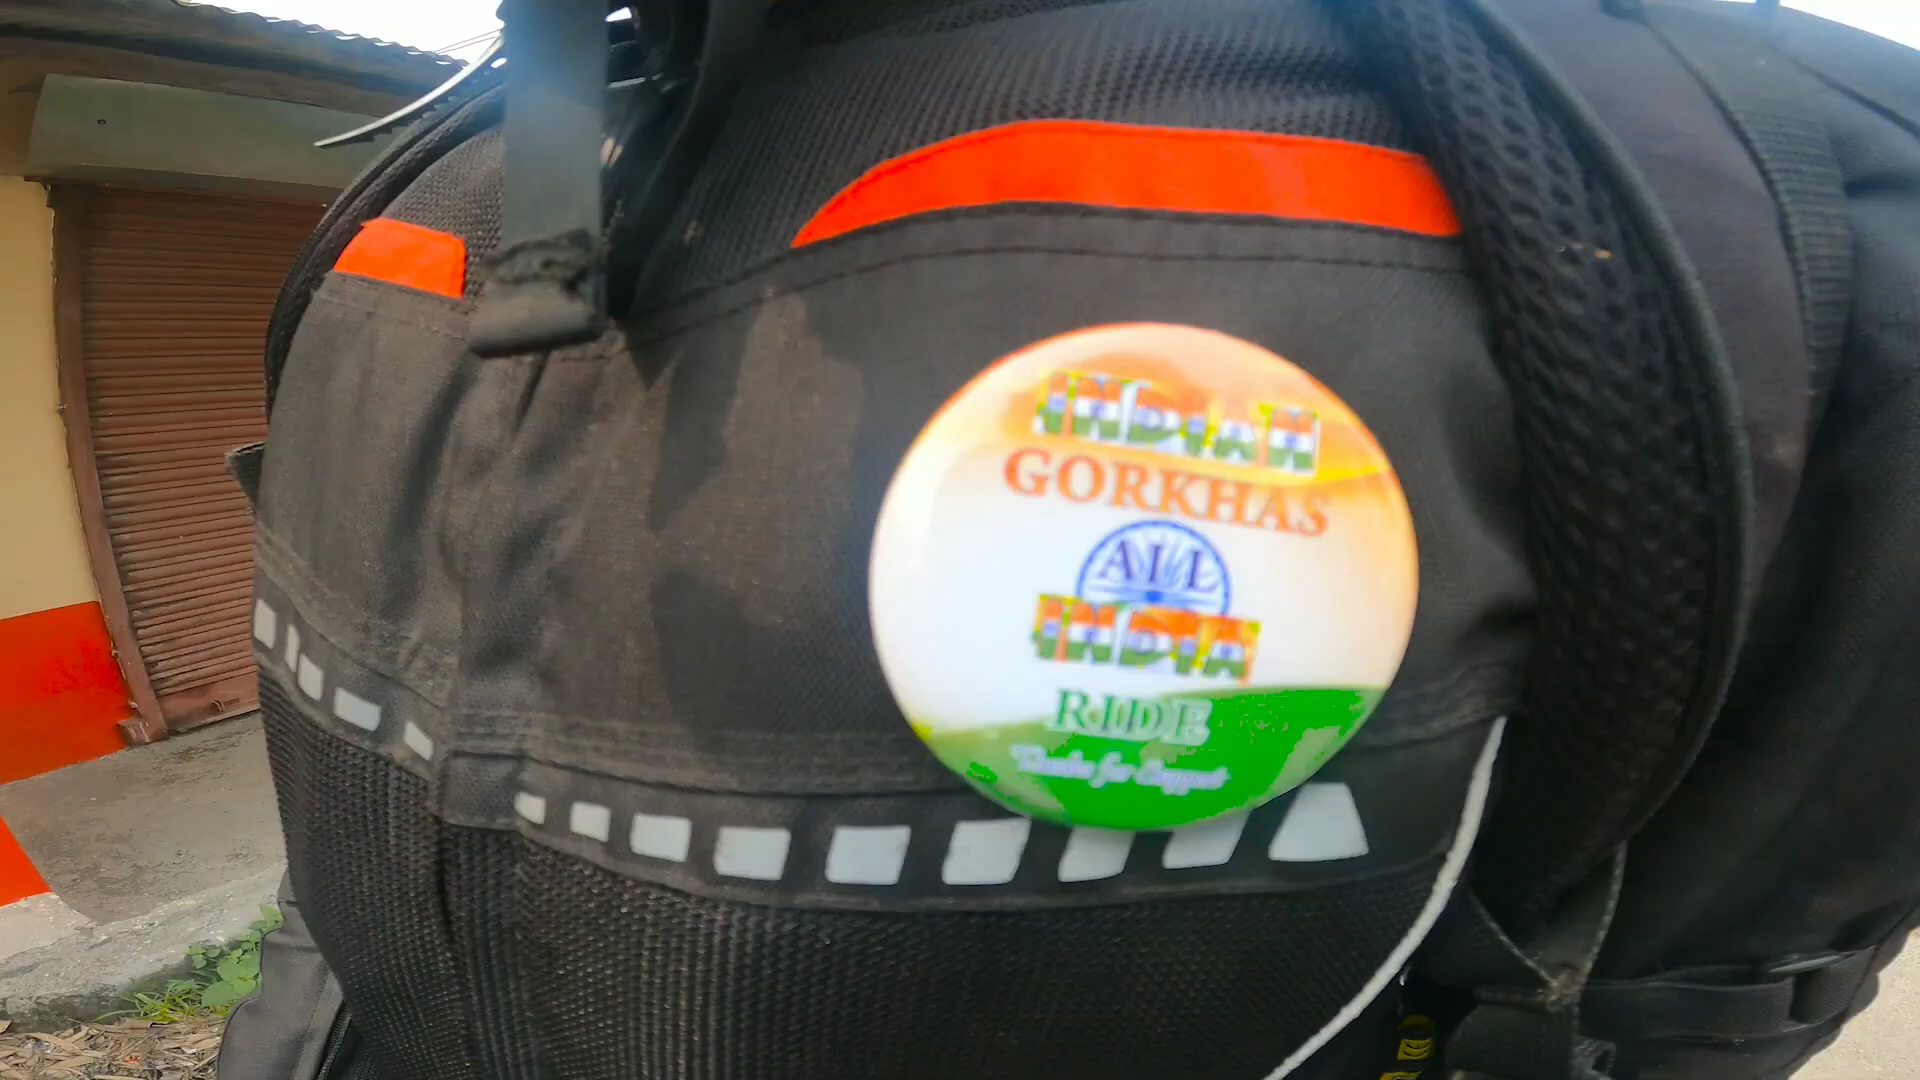 INDIAN
GORKHAS
ALL
INDIA
RIDE
Thanks for Support